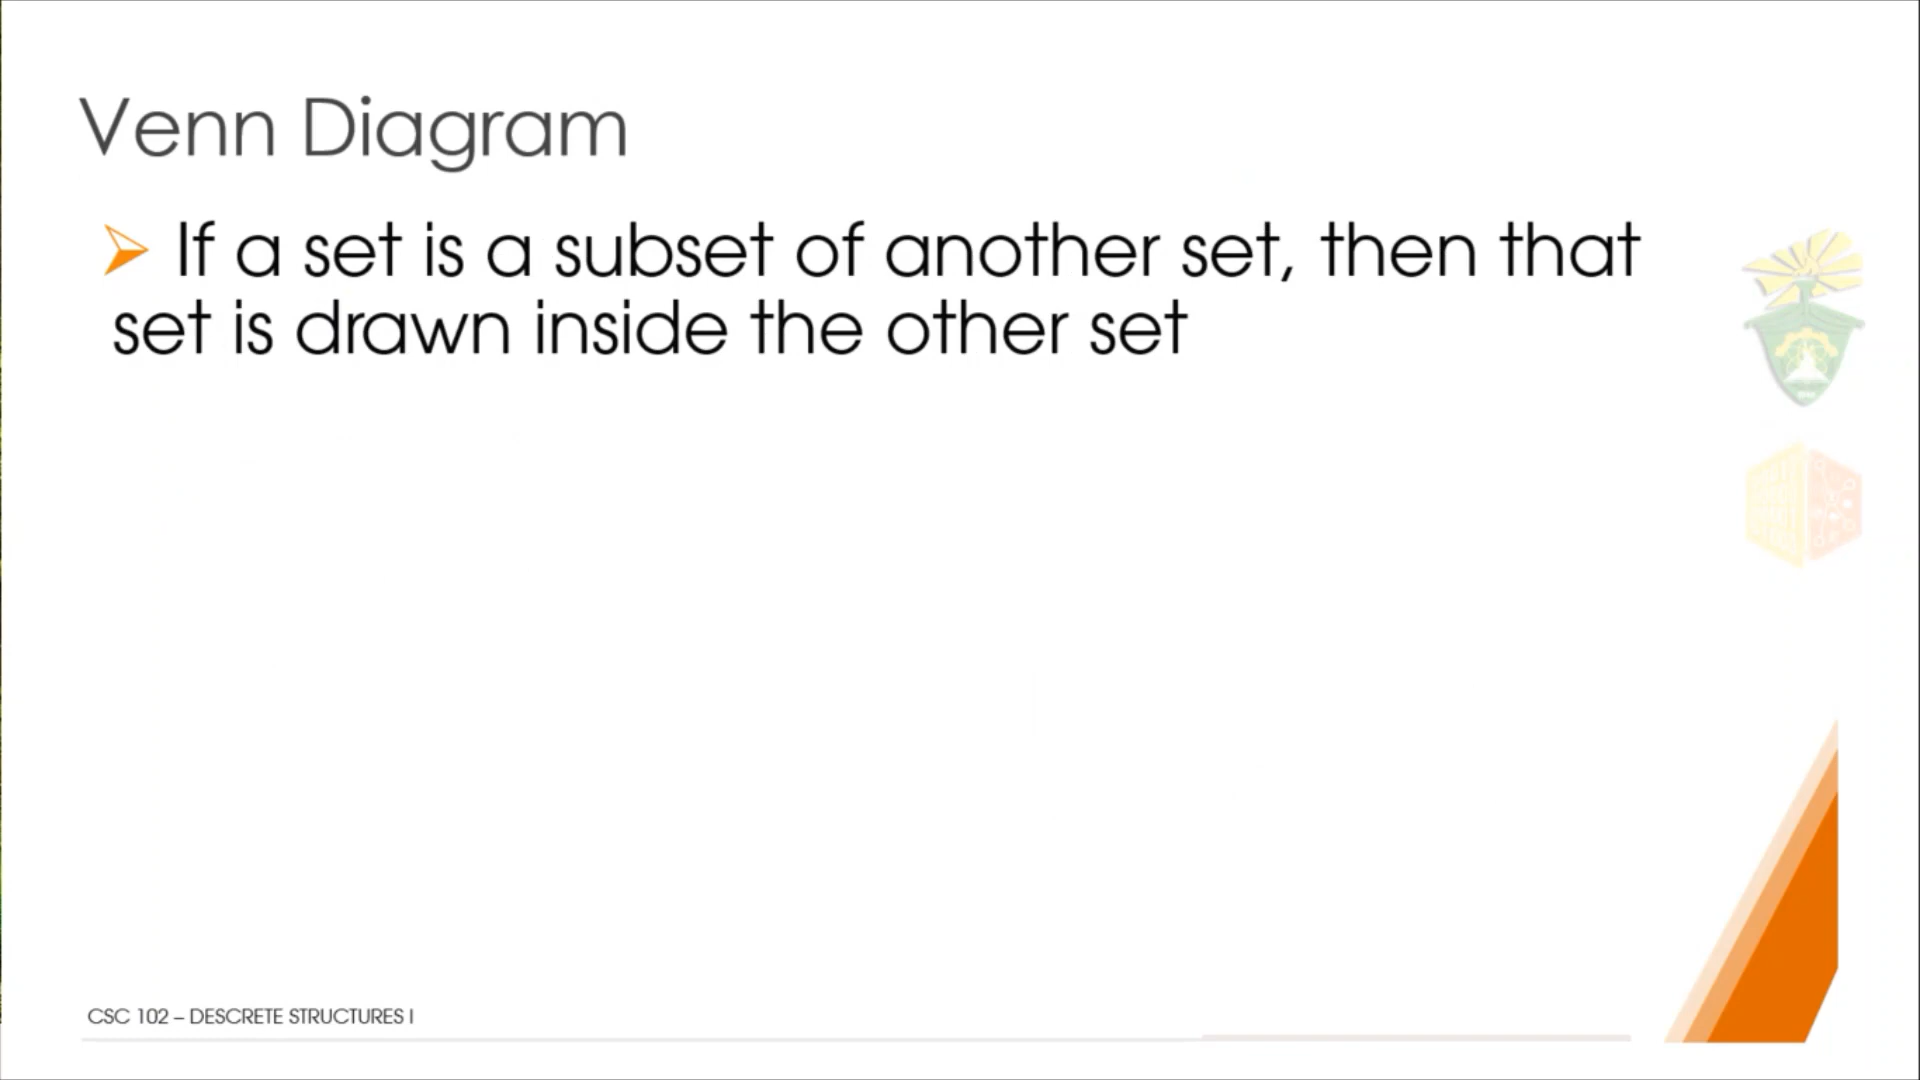 Venn Diagram
If a set is a subset of another set, then that
set is drawn inside the other set
CSC 102 – DESCRETE STRUCTURES I